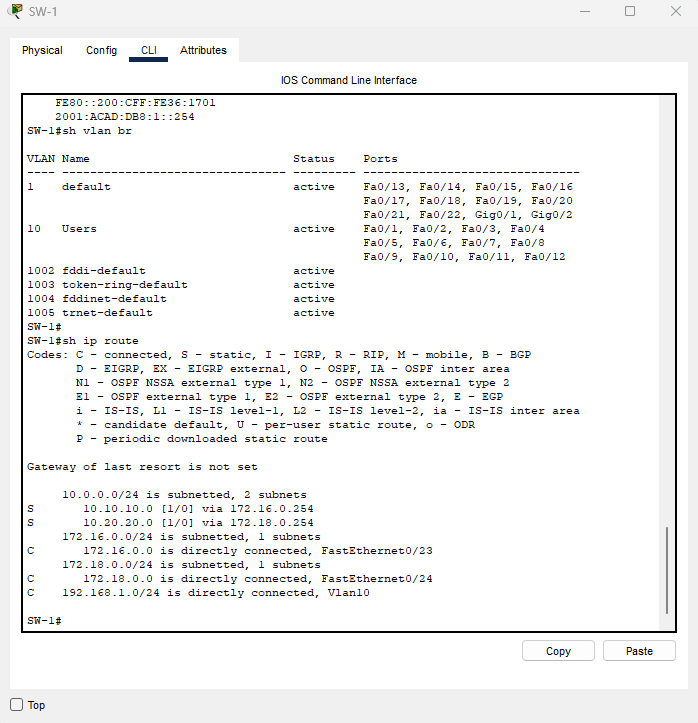 SW-1
Physical Config CLI Attributes
IOS Command Line Interface
FE80::200:CFF:FE36:1701
2001:ACAD:DB8:1::254
SW-1#sh vlan br
VLAN Name Status Ports
---- -------------------------------- --------- -------------------------------
1 default active Fa0/13, Fa0/14, Fa0/15, Fa0/16
Fa0/17, Fa0/18, Fa0/19, Fa0/20
Fa0/21, Fa0/22, Gig0/1, Gig0/2
10 Users active Fa0/1, Fa0/2, Fa0/3, Fa0/4
Fa0/5, Fa0/6, Fa0/7, Fa0/8
Fa0/9, Fa0/10, Fa0/11, Fa0/12
1002 fddi-default active
1003 token-ring-default active
1004 fddinet-default active
1005 trnet-default active
SW-1#
SW-1#sh ip route
Codes: C - connected, S - static, I - IGRP, R - RIP, M - mobile, B - BGP
D - EIGRP, EX - EIGRP external, O - OSPF, IA - OSPF inter area
N1 - OSPF NSSA external type 1, N2 - OSPF NSSA external type 2
E1 - OSPF external type 1, E2 - OSPF external type 2, E - EGP
i - IS-IS, L1 - IS-IS level-1, L2 - IS-IS level-2, ia - IS-IS inter area
* - candidate default, U - per-user static route, o - ODR
P - periodic downloaded static route
Gateway of last resort is not set
10.0.0.0/24 is subnetted, 2 subnets
S 10.10.10.0 [1/0] via 172.16.0.254
S 10.20.20.0 [1/0] via 172.18.0.254
172.16.0.0/24 is subnetted, 1 subnets
C 172.16.0.0 is directly connected, FastEthernet0/23
172.18.0.0/24 is subnetted, 1 subnets
C 172.18.0.0 is directly connected, FastEthernet0/24
C 192.168.1.0/24 is directly connected, Vlan10
SW-1#
Copy Paste
Top